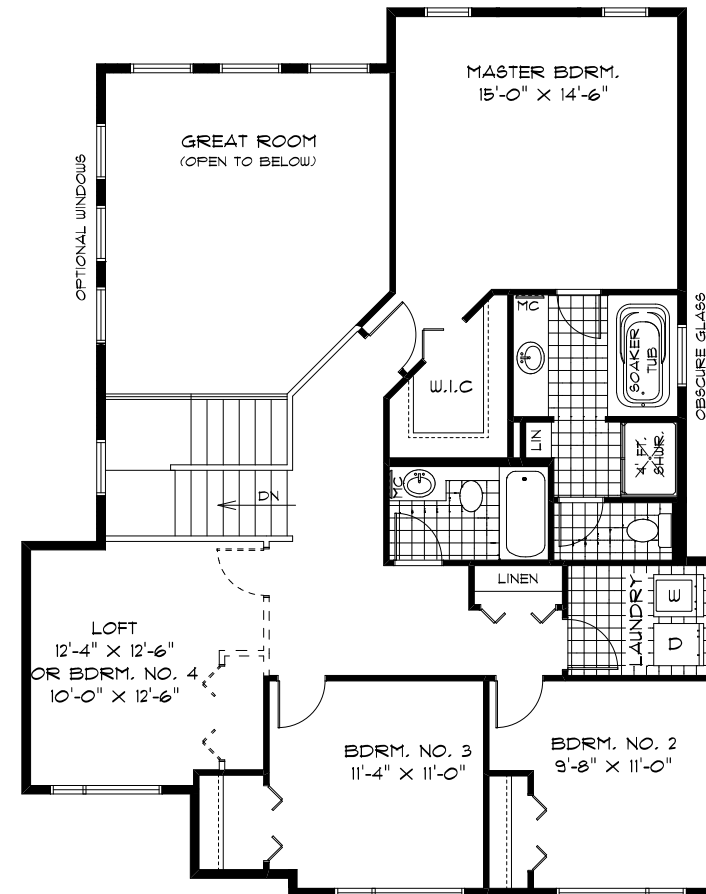 MASTER BDRM.
15'-0" X 14'-6"
GREAT ROOM
(OPEN TO BELOW)
OPTIONAL WINDOWS
MC
SOAKER
TUB
OBSCURE GLASS
W.I.C
LIN
4' FT.
SHWR.
MC
DN
LINEN
LAUNDRY
W
D
LOFT
12'-4" X 12'-6"
OR BDRM. NO. 4
10'-0" X 12'-6"
BDRM. NO. 3
11'-4" X 11'-0"
BDRM. NO. 2
9'-8" X 11'-0"